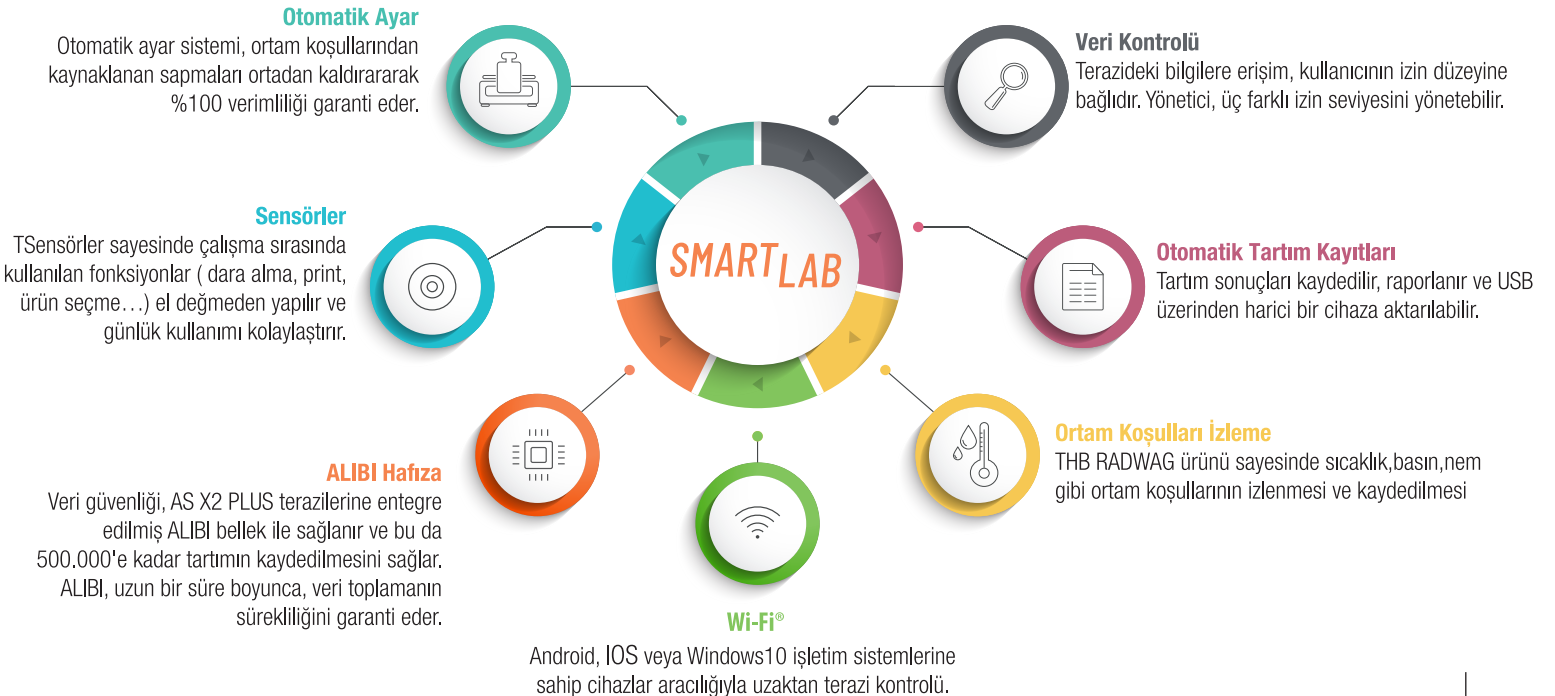 Otomatik Ayar
Otomatik ayar sistemi, ortam koşullarından
kaynaklanan sapmaları ortadan kaldırararak
%100 verimliliği garanti eder.
Veri Kontrolü
Terazideki bilgilere erişim, kullanıcının izin düzeyine
bağlıdır. Yönetici, üç farklı izin seviyesini yönetebilir.
Sensörler
TSensörler sayesinde çalışma sırasında
kullanılan fonksiyonlar ( dara alma, print,
ürün seçme…) el değmeden yapılır ve
günlük kullanımı kolaylaştırır.
SMARTLAB
Otomatik Tartım Kayıtları
Tartım sonuçları kaydedilir, raporlanır ve USB
üzerinden harici bir cihaza aktarılabilir.
ALIBI Hafıza
Veri güvenliği, AS X2 PLUS terazilerine entegre
edilmiş ALIBI bellek ile sağlanır ve bu da
500.000'e kadar tartımın kaydedilmesini sağlar.
ALIBI, uzun bir süre boyunca, veri toplamanın
sürekliliğini garanti eder.
Ortam Koşulları İzleme
THB RADWAG ürünü sayesinde sıcaklık,basın,nem
gibi ortam koşullarının izlenmesi ve kaydedilmesi
Wi-Fi®
Android, IOS veya Windows10 işletim sistemlerine
sahip cihazlar aracılığıyla uzaktan terazi kontrolü.